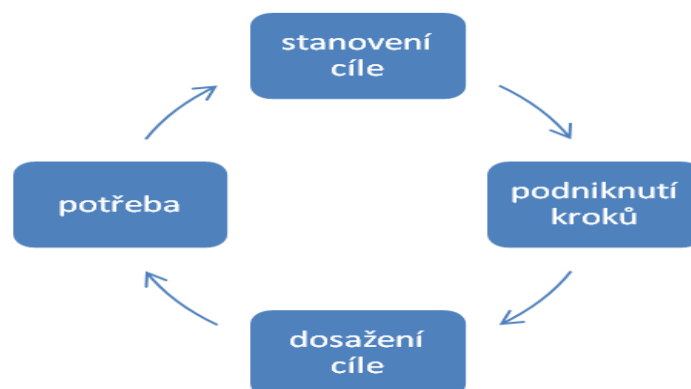 stanovení
cíle
potřeba
podniknutí
kroků
dosažení
cíle